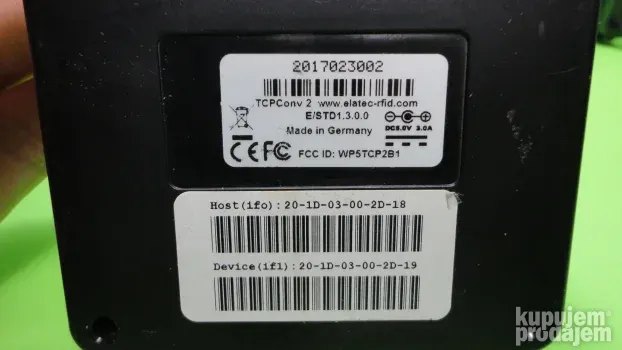 2017023002
TCPConv 2 www.elatec-rfid.com
E/STD1.3.0.0
Made in Germany
DC5.0V 3.0A
CE FC FCC ID: WP5TCP2B1
Host(if0): 20-1D-03-00-2D-18
Device(if1): 20-1D-03-00-2D-19
kupujem
prodajem